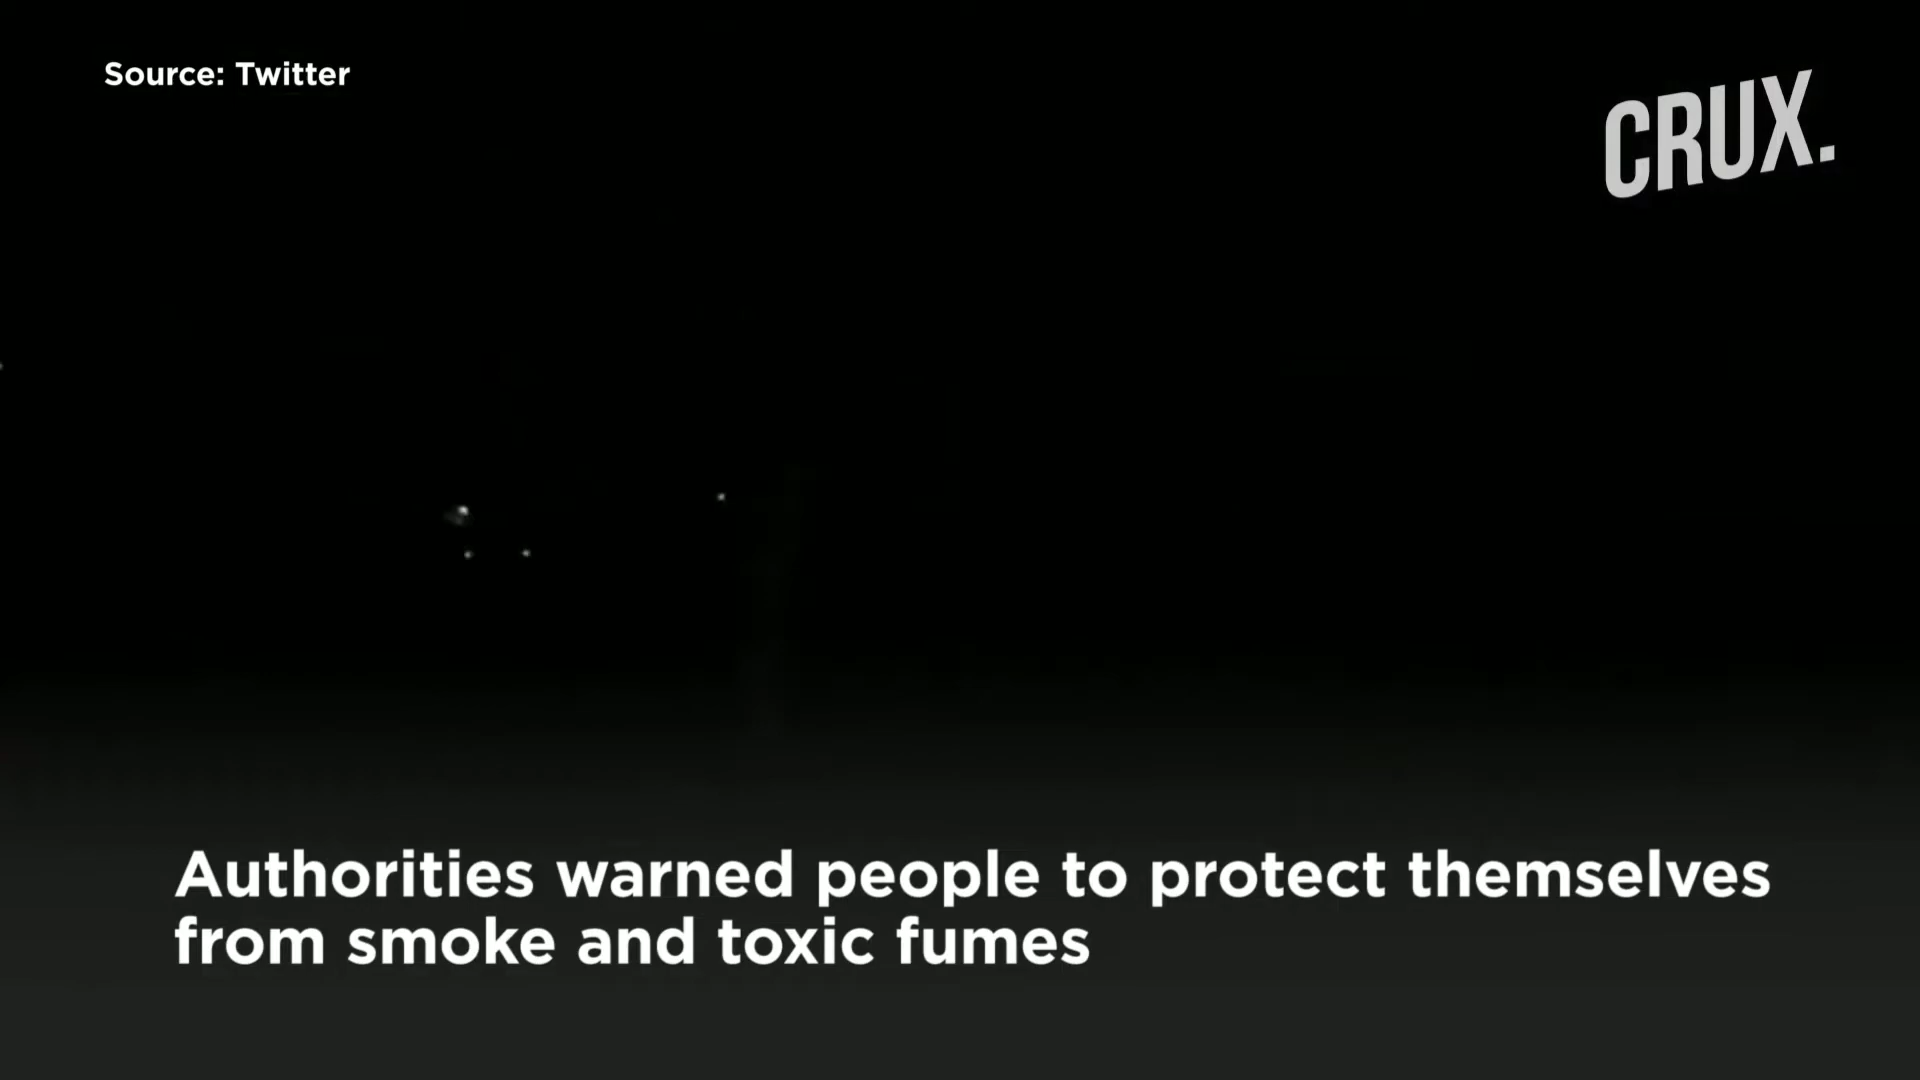 Source: Twitter
CRUX.
Authorities warned people to protect themselves
from smoke and toxic fumes